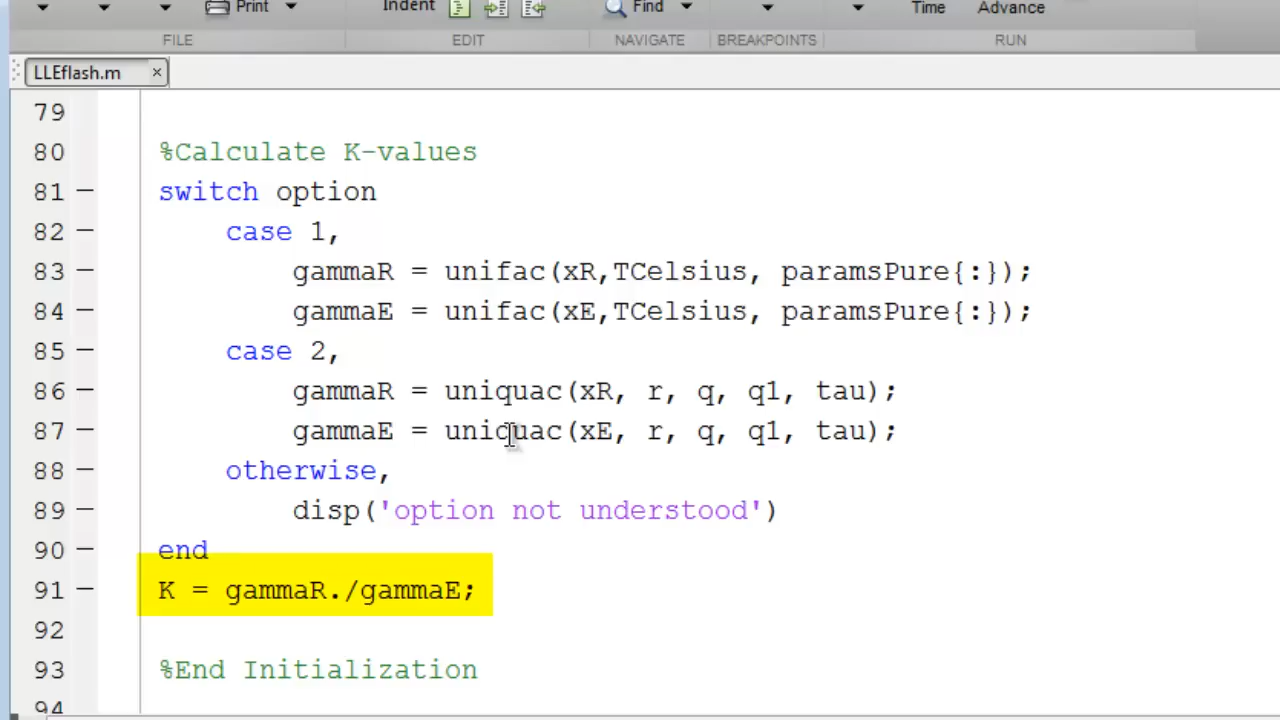 Print Indent Find Time Advance
FILE EDIT NAVIGATE BREAKPOINTS RUN
LLEflash.m ×
79
80 %Calculate K-values
81 – switch option
82 – case 1,
83 – gammaR = unifac(xR,TCelsius, paramsPure{:});
84 – gammaE = unifac(xE,TCelsius, paramsPure{:});
85 – case 2,
86 – gammaR = uniquac(xR, r, q, q1, tau);
87 – gammaE = uniquac(xE, r, q, q1, tau);
88 – otherwise,
89 – disp('option not understood')
90 – end
91 – K = gammaR./gammaE;
92
93 %End Initialization
94